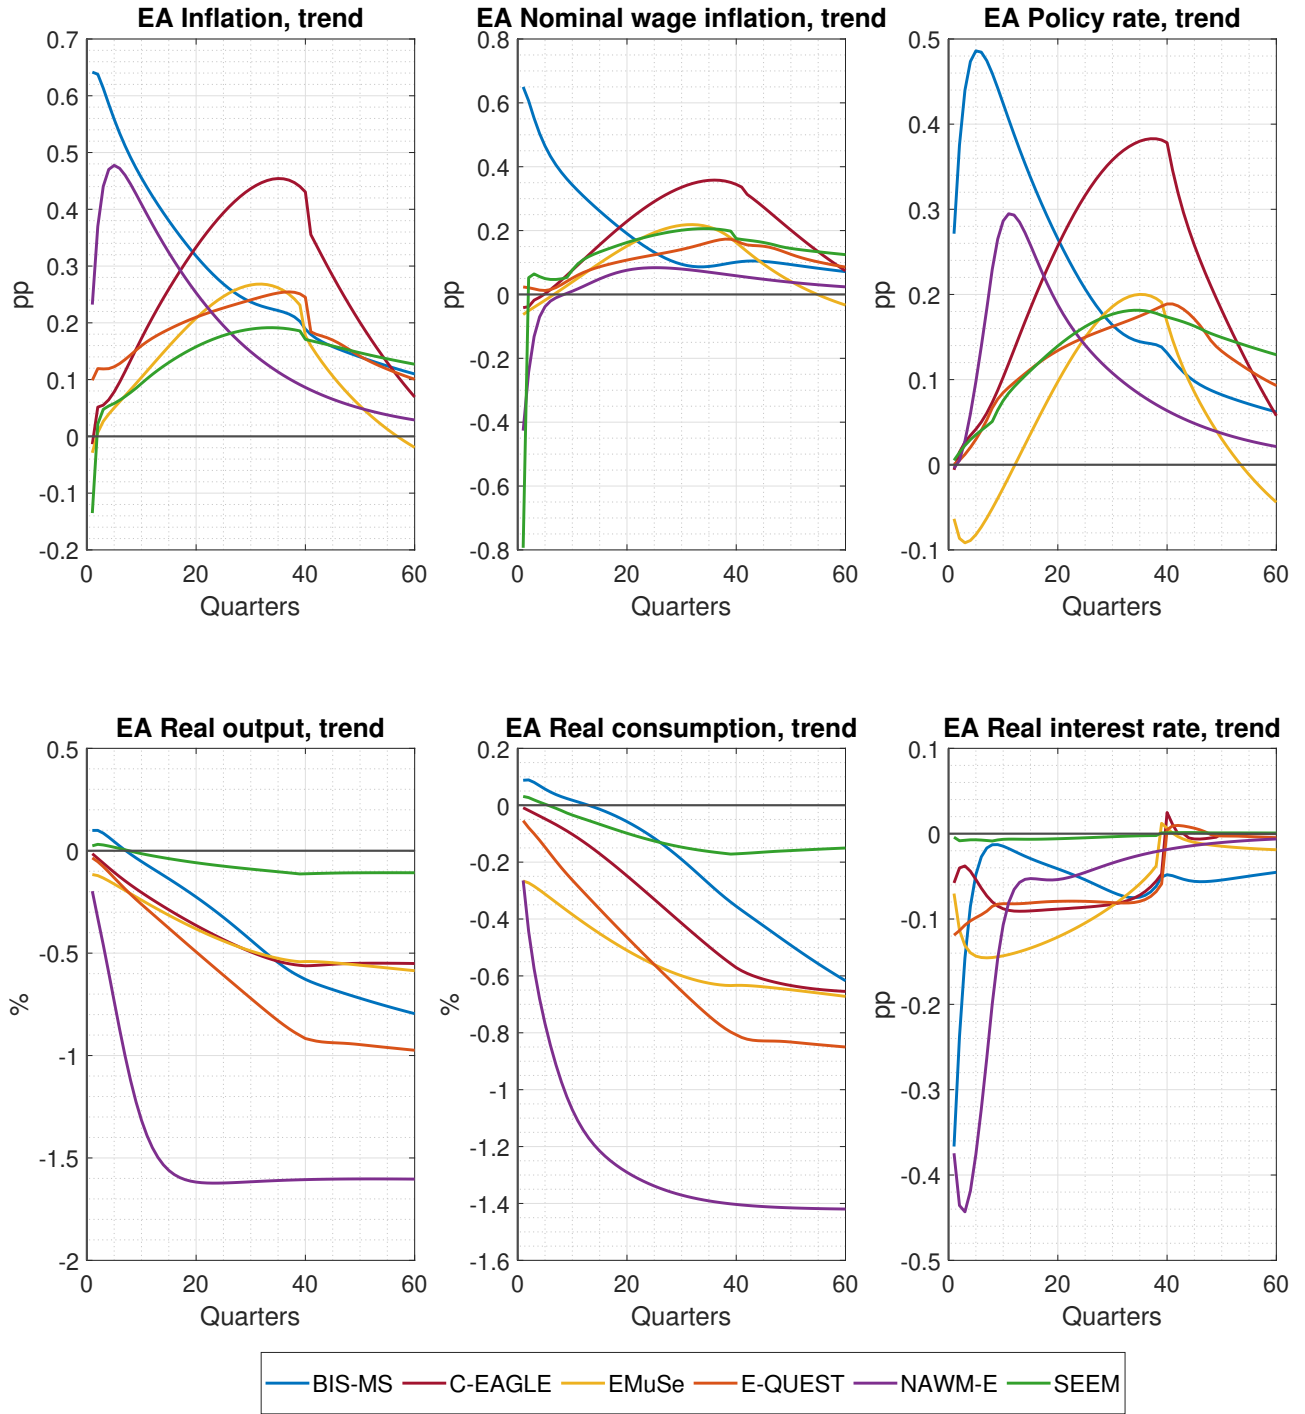 EA Inflation, trend
0.7
0.6
0.5
0.4
0.3
0.2
0.1
0
-0.1
-0.2
pp
0 20 40 60
Quarters
EA Nominal wage inflation, trend
0.8
0.6
0.4
0.2
0
-0.2
-0.4
-0.6
-0.8
pp
0 20 40 60
Quarters
EA Policy rate, trend
0.5
0.4
0.3
0.2
0.1
0
-0.1
pp
0 20 40 60
Quarters
EA Real output, trend
0.5
0
-0.5
-1
-1.5
-2
%
0 20 40 60
Quarters
EA Real consumption, trend
0.2
0
-0.2
-0.4
-0.6
-0.8
-1
-1.2
-1.4
-1.6
%
0 20 40 60
Quarters
EA Real interest rate, trend
0.1
0
-0.1
-0.2
-0.3
-0.4
-0.5
pp
0 20 40 60
Quarters
BIS-MS C-EAGLE EMuSe E-QUEST NAWM-E SEEM